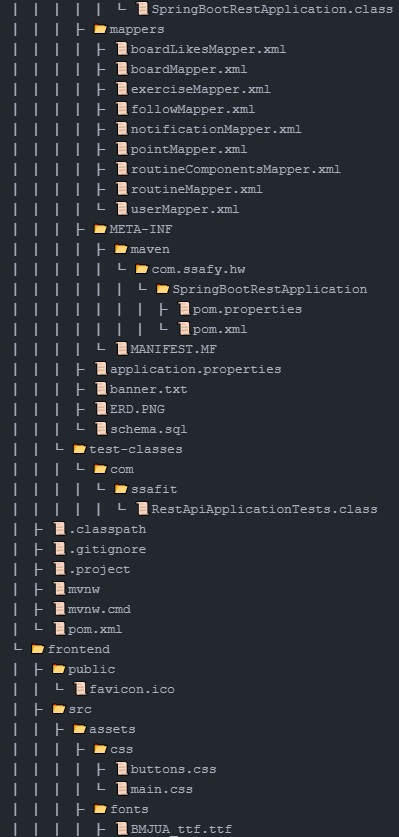 SpringBootRestApplication.class
mappers
boardLikesMapper.xml
boardMapper.xml
exerciseMapper.xml
followMapper.xml
notificationMapper.xml
pointMapper.xml
routineComponentsMapper.xml
routineMapper.xml
userMapper.xml
META-INF
maven
com.ssafy.hw
SpringBootRestApplication
pom.properties
pom.xml
MANIFEST.MF
application.properties
banner.txt
ERD.PNG
schema.sql
test-classes
com
ssafit
RestApiApplicationTests.class
.classpath
.gitignore
.project
mvnw
mvnw.cmd
pom.xml
frontend
public
favicon.ico
src
assets
css
buttons.css
main.css
fonts
BMJUA_ttf.ttf